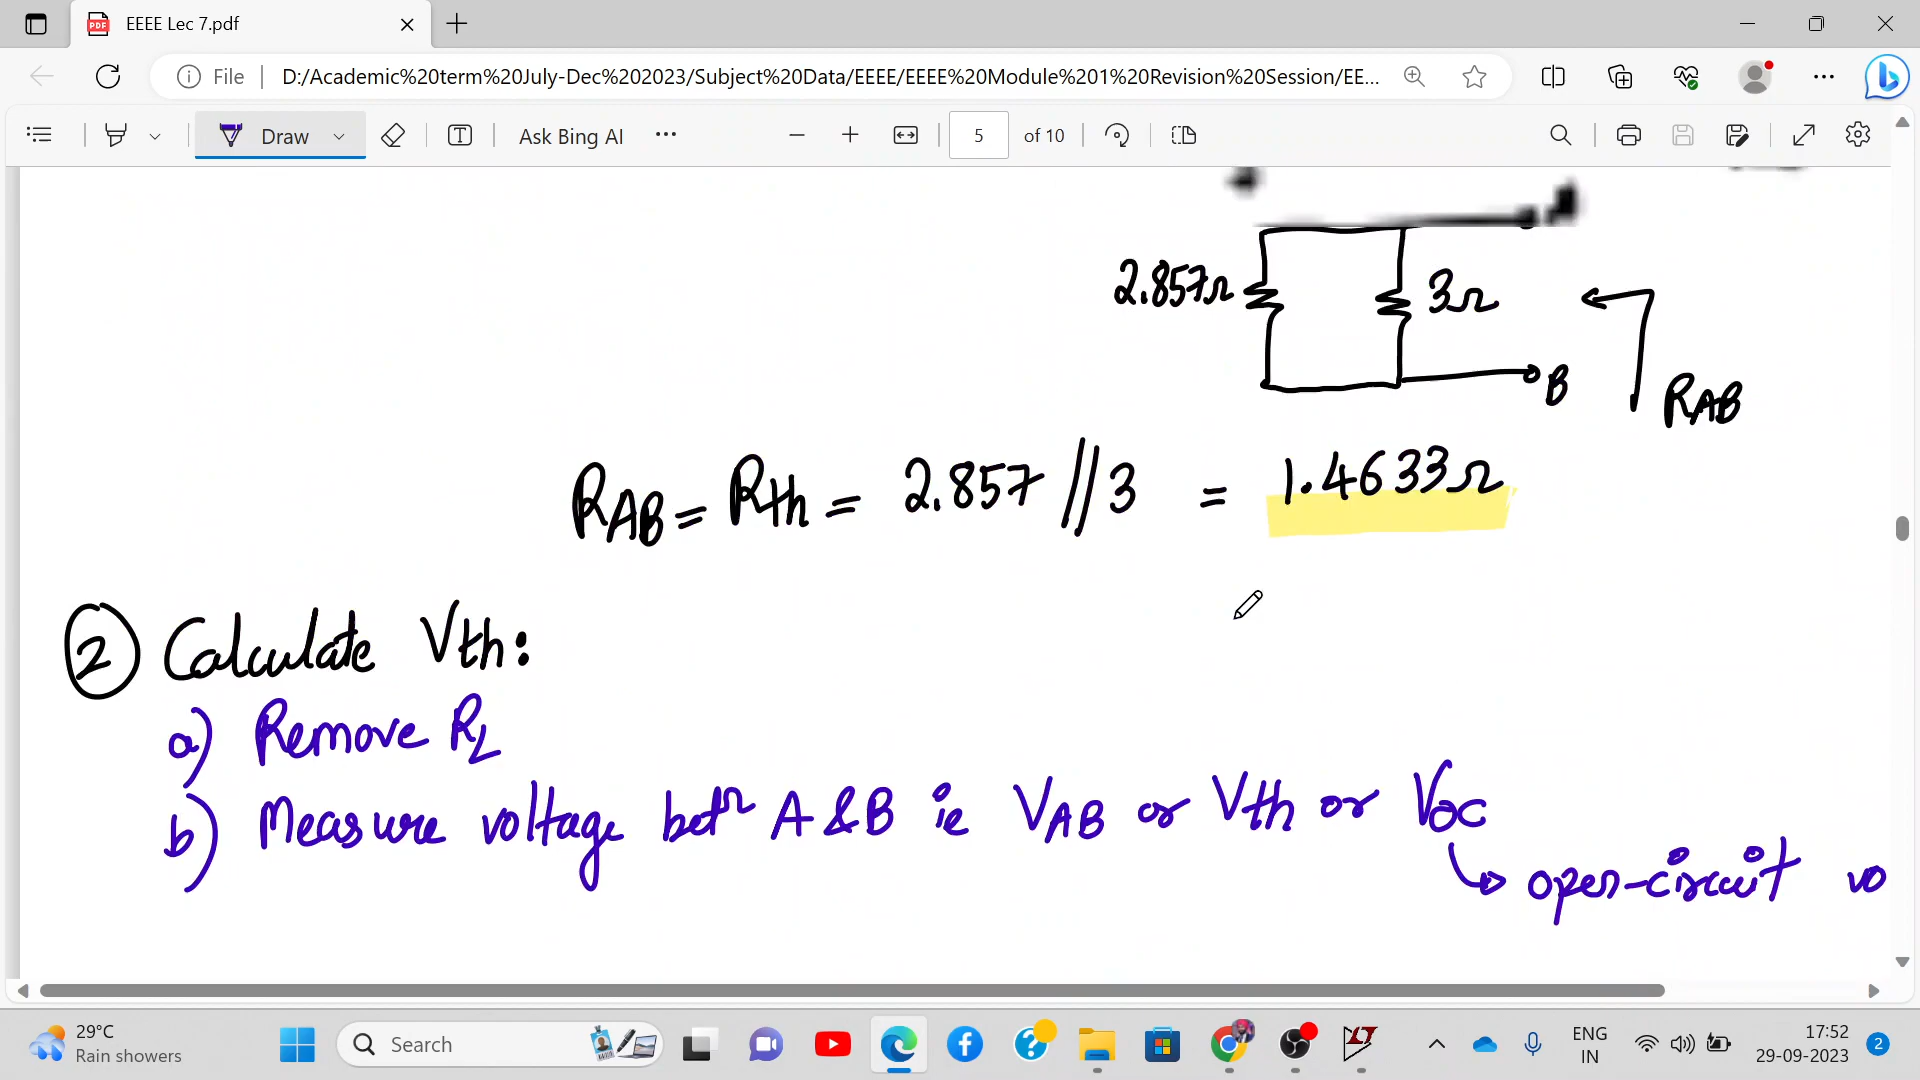 EEEE Lec 7.pdf
File D:/Academic%20term%20July-Dec%202023/Subject%20Data/EEEE/EEEE%20Module%201%20Revision%20Session/EE...
Draw Ask Bing AI 5 of 10
2.857Ω 3Ω
B RAB
RAB = Rth = 2.857 // 3 = 1.4633Ω
2 Calculate Vth:
a) Remove RL
b) Measure voltage betn A & B ie VAB or Vth or VOC
open-circuit vo
29°C
Rain showers
Search
ENG
IN
17:52
29-09-2023
2